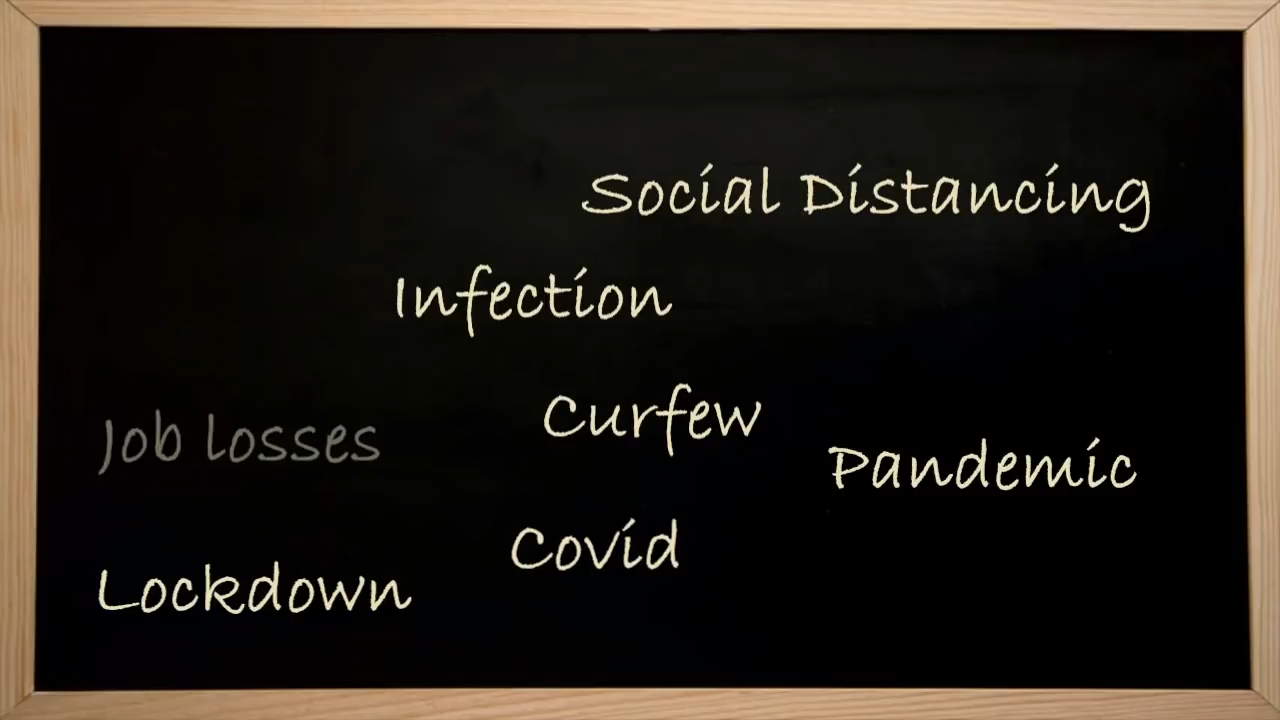 Social Distancing
Infection
Curfew
Job losses
Pandemic
Covid
Lockdown